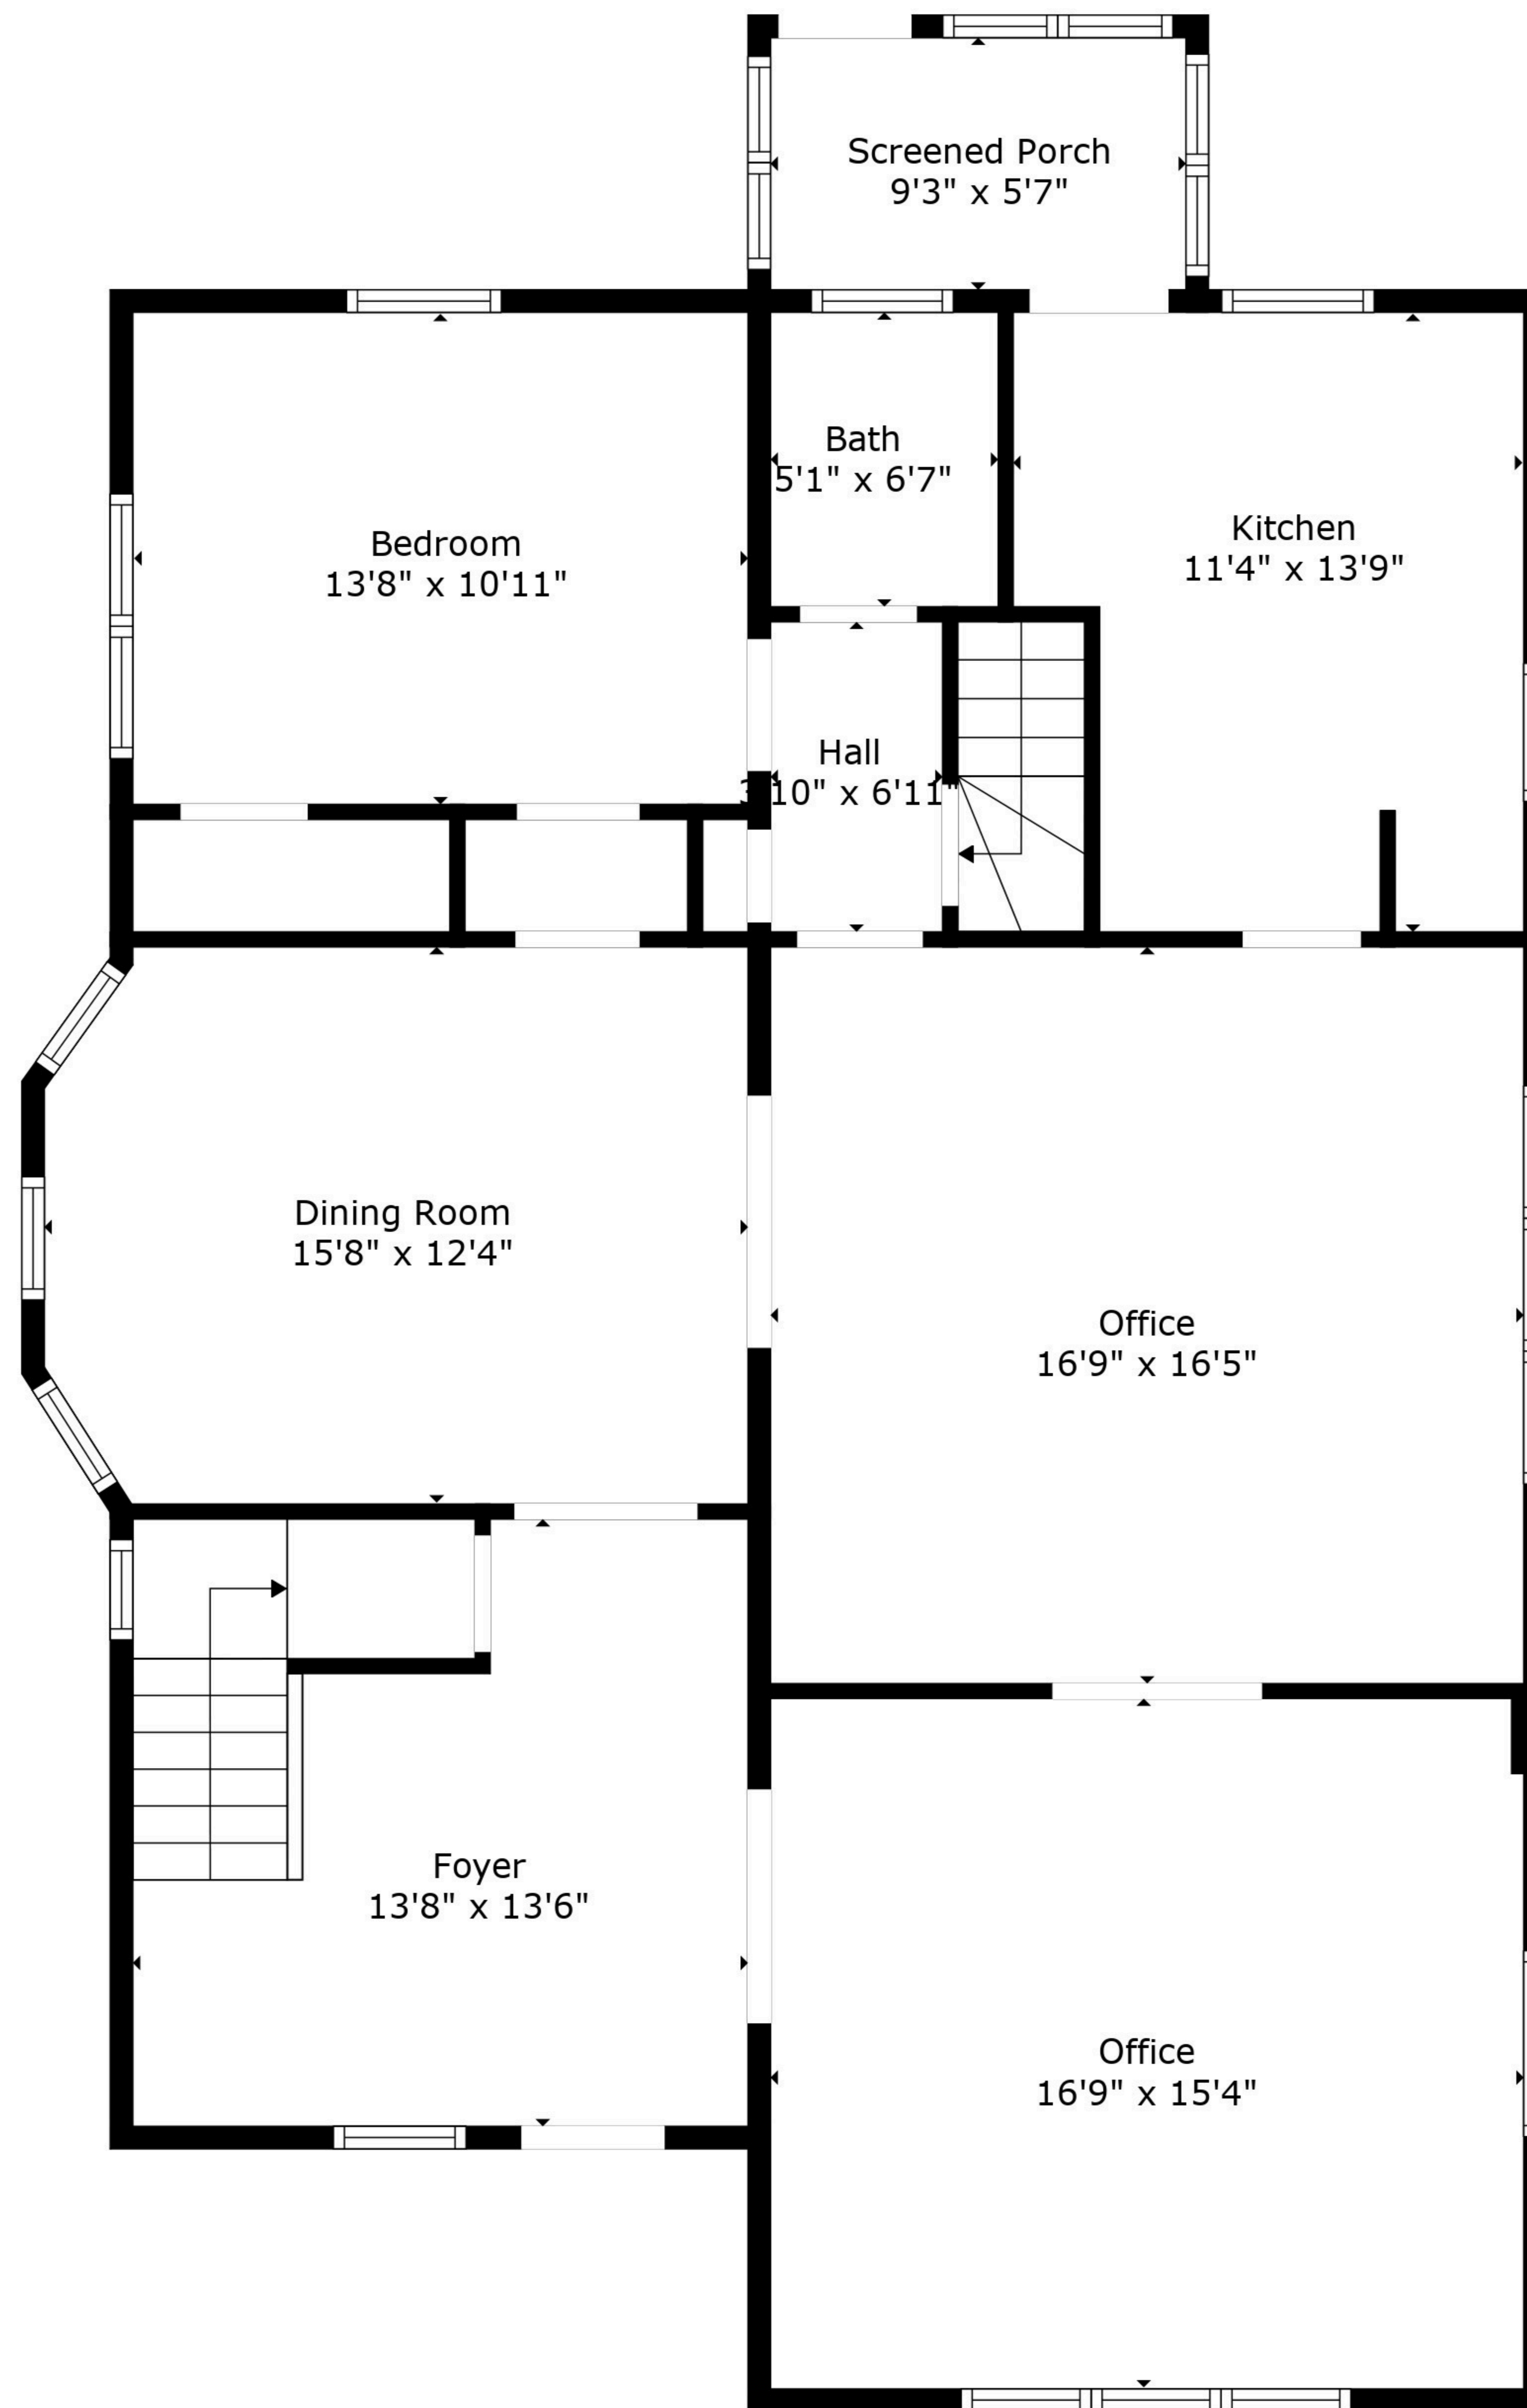 Screened Porch
9'3" x 5'7"
Bath
5'1" x 6'7"
Kitchen
11'4" x 13'9"
Bedroom
13'8" x 10'11"
Hall
3'10" x 6'11"
Dining Room
15'8" x 12'4"
Office
16'9" x 16'5"
Foyer
13'8" x 13'6"
Office
16'9" x 15'4"